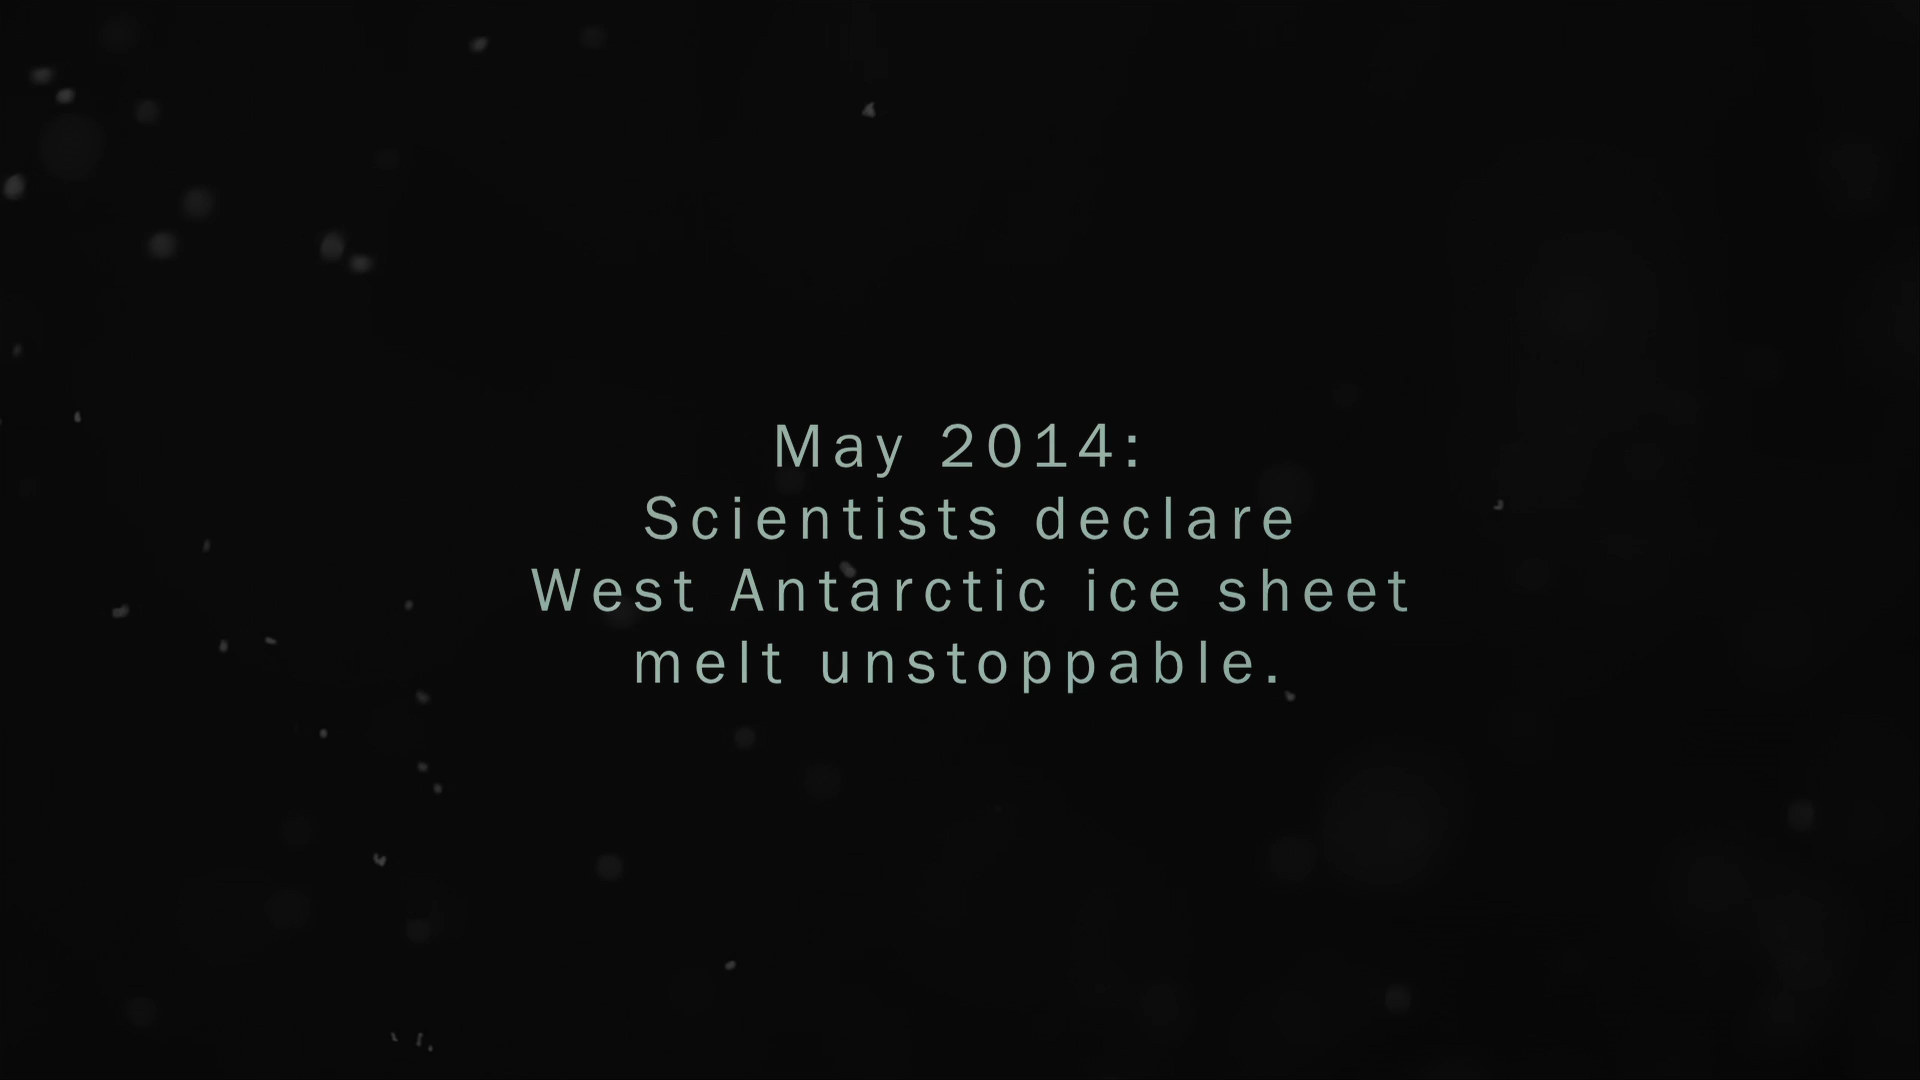 May 2014:
Scientists declare
West Antarctic ice sheet
melt unstoppable.